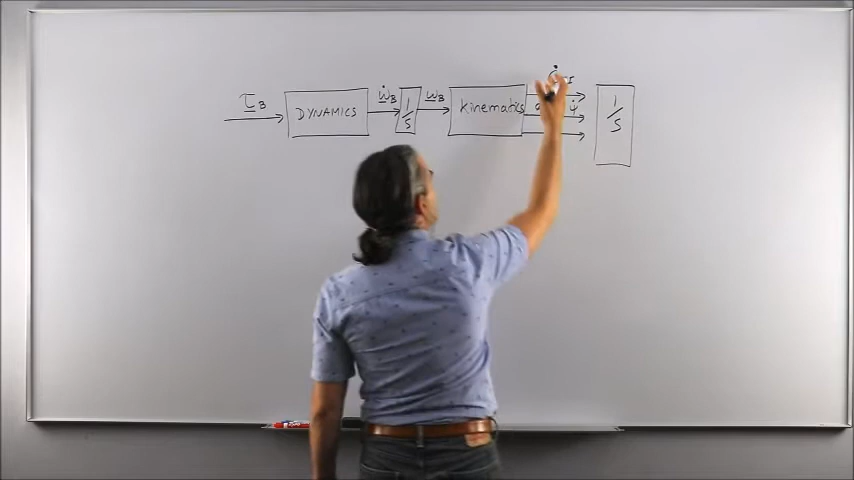 τ_B
DYNAMICS
ω̇_B
1/s
ω_B
kinematics
ψ̇
1/s